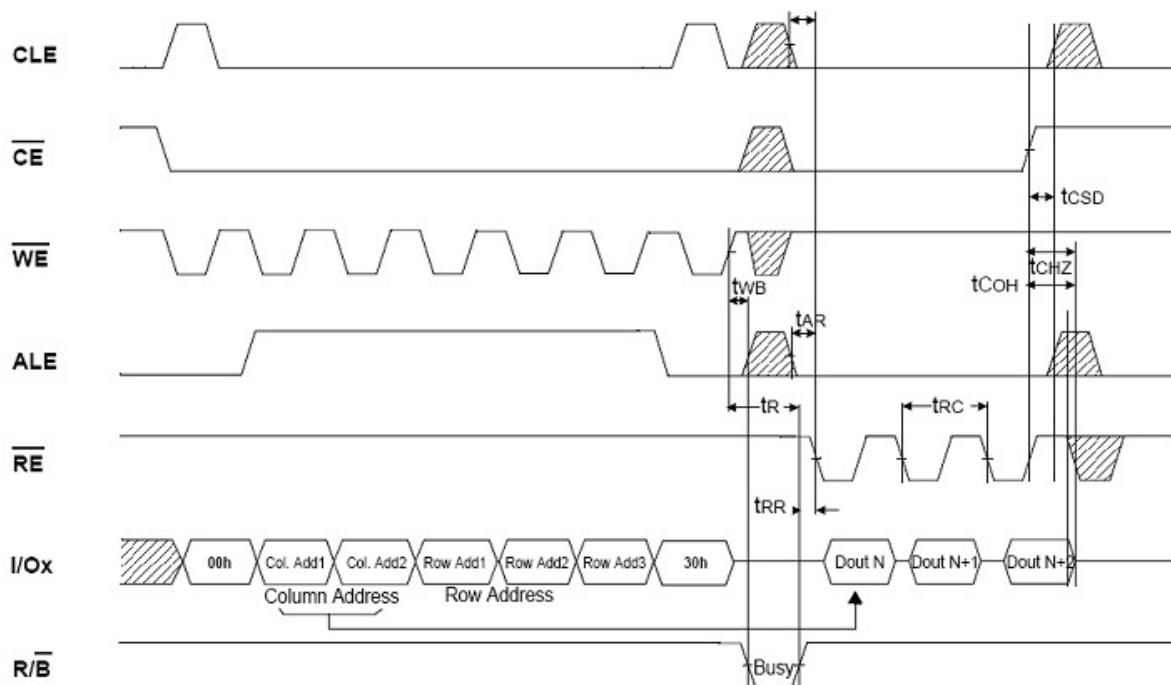 CLE
CE
tCSD
WE
tWB
tCHZ
tCOH
tAR
ALE
tR
tRC
RE
tRR
I/Ox
00h
Col. Add1
Col. Add2
Row Add1
Row Add2
Row Add3
30h
Dout N
Dout N+1
Dout N+2
Column Address
Row Address
R/B
Busy